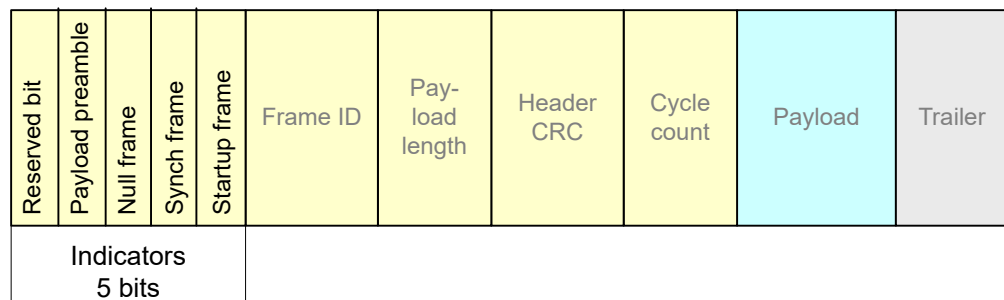 Reserved bit
Payload preamble
Null frame
Synch frame
Startup frame
Frame ID
Pay-
load
length
Header
CRC
Cycle
count
Payload
Trailer
Indicators
5 bits